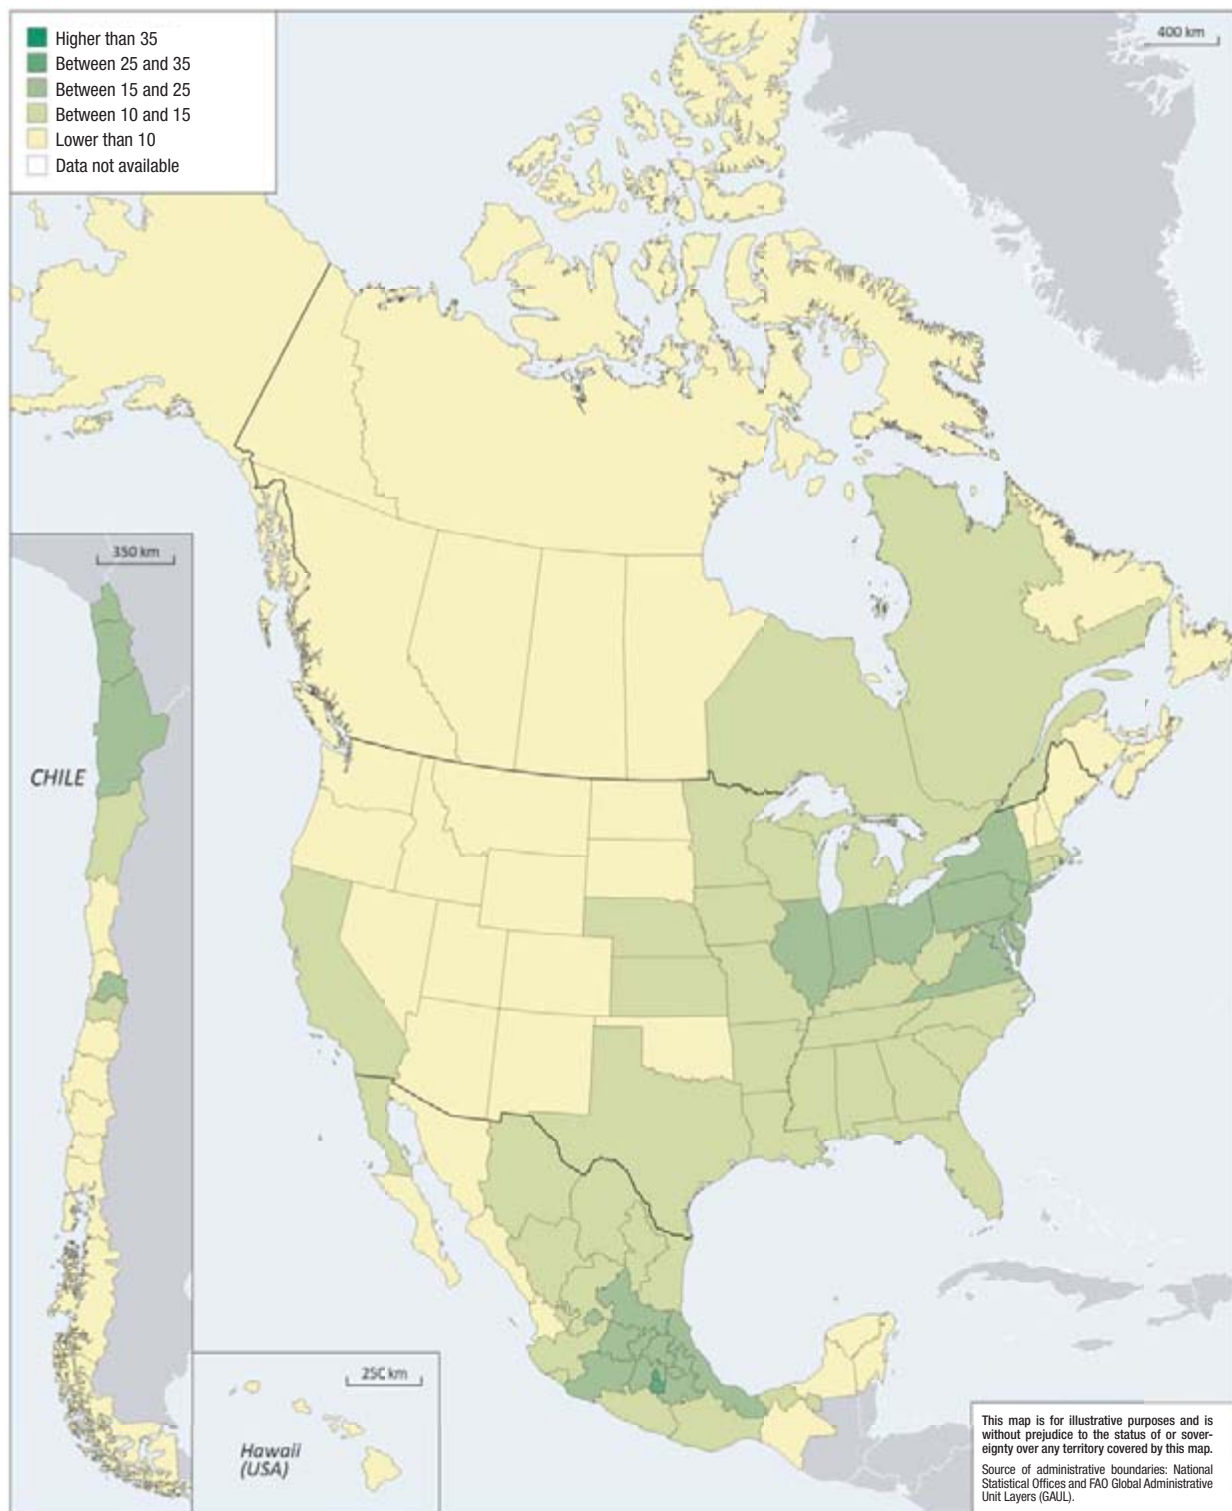 Higher than 35
Between 25 and 35
Between 15 and 25
Between 10 and 15
Lower than 10
Data not available
400 km
350 km
CHILE
250 km
Hawaii
(USA)
This map is for illustrative purposes and is
without prejudice to the status of or sover-
eignty over any territory covered by this map.
Source of administrative boundaries: National
Statistical Offices and FAO Global Administrative
Unit Layers (GAUL).